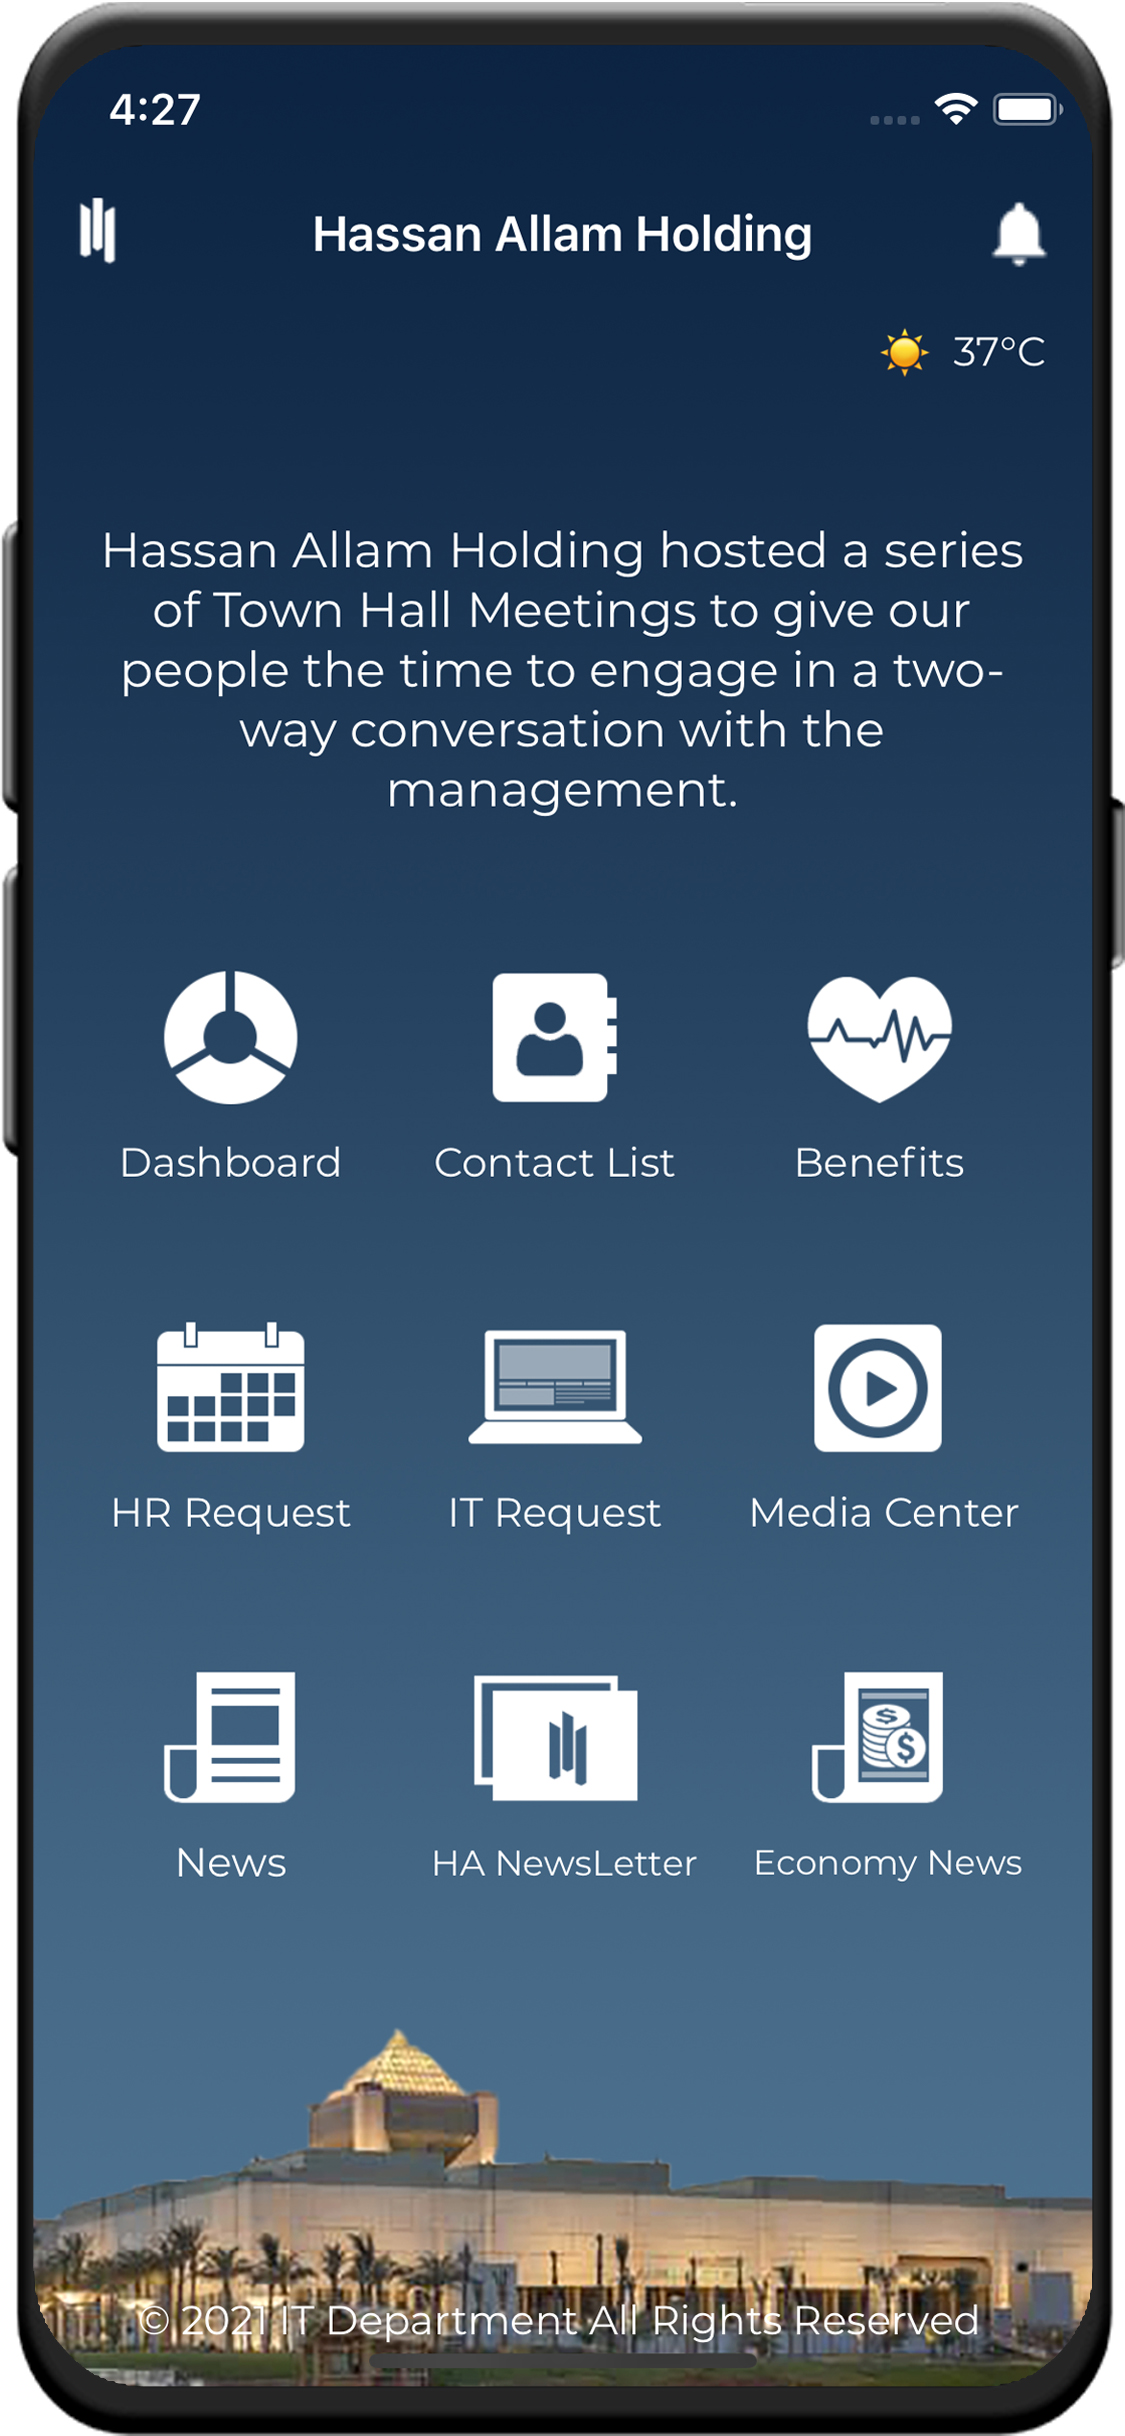 4:27
Hassan Allam Holding
37°C
Hassan Allam Holding hosted a series
of Town Hall Meetings to give our
people the time to engage in a two-
way conversation with the
management.
Dashboard
Contact List
Benefits
HR Request
IT Request
Media Center
News
HA NewsLetter
Economy News
© 2021 IT Department All Rights Reserved